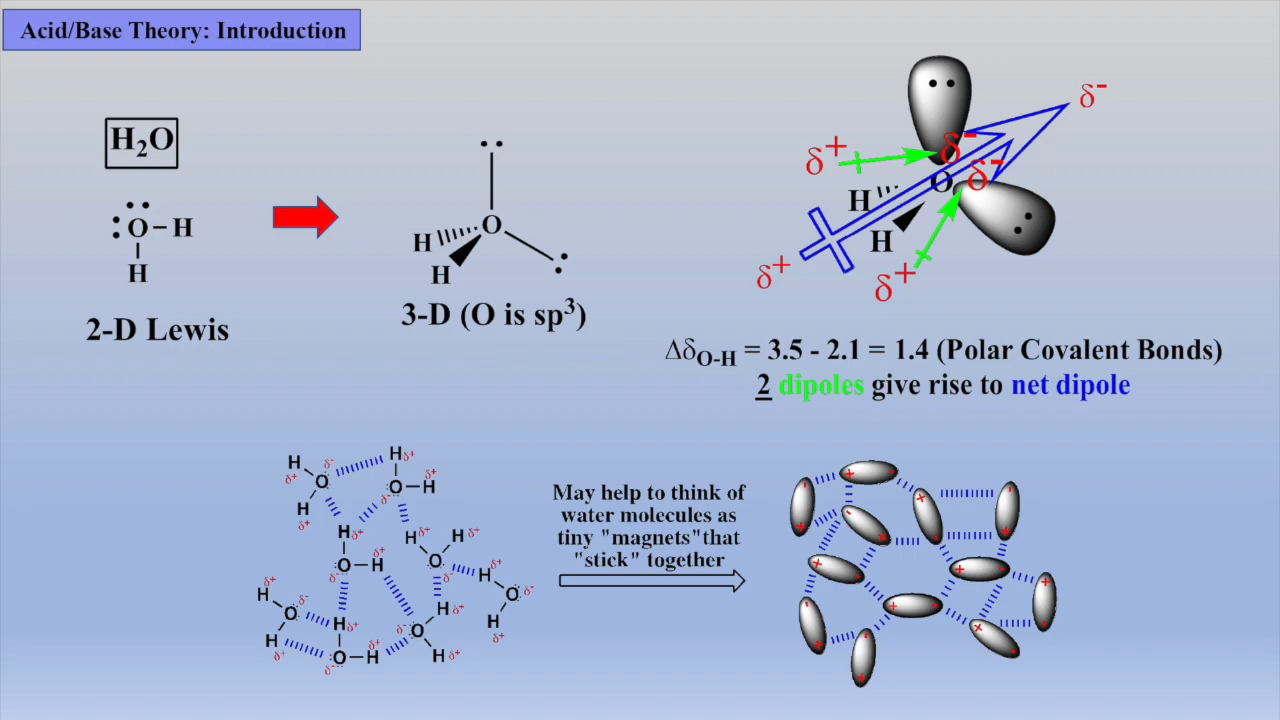 Acid/Base Theory: Introduction
H₂O
O H
H
2-D Lewis
O
H
H
3-D (O is sp³)
δ⁻
δ⁺ δ⁻
δ⁻
O
H
H
δ⁺
δ⁺
Δδ_O-H = 3.5 - 2.1 = 1.4 (Polar Covalent Bonds)
2 dipoles give rise to net dipole
H δ⁺ O δ⁻ H δ⁺
H δ⁺ O δ⁻ H δ⁺
H δ⁺ O δ⁻ H δ⁺
H δ⁺ O δ⁻ H δ⁺
H δ⁺ O δ⁻ H δ⁺
H δ⁺ O δ⁻ H δ⁺
H δ⁺ O δ⁻ H δ⁺
H δ⁺ O δ⁻ H δ⁺
May help to think of
water molecules as
tiny "magnets"that
"stick" together